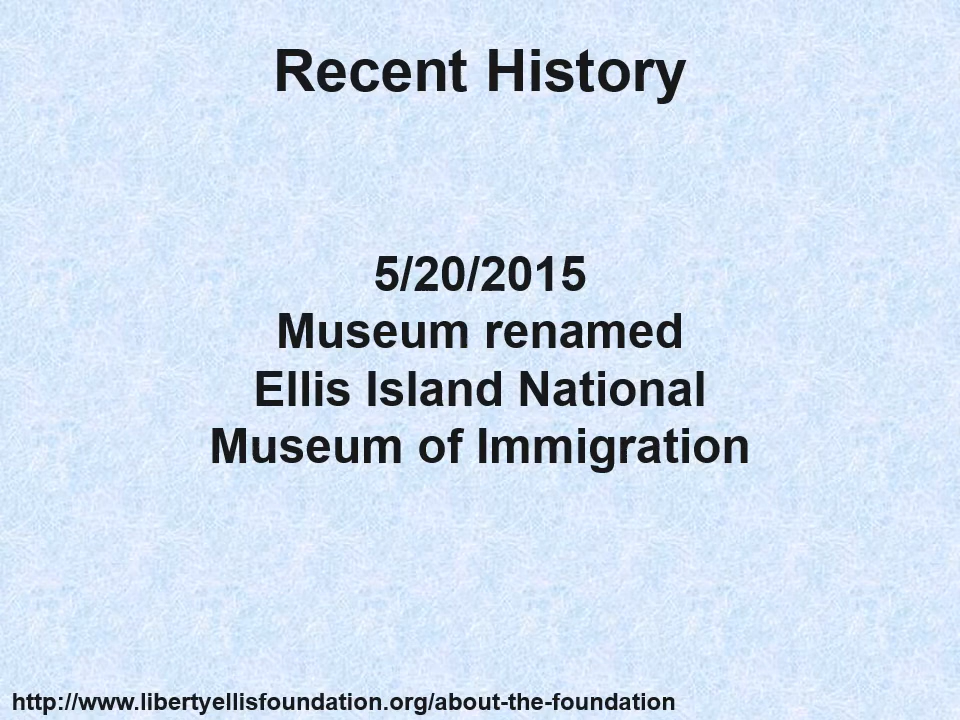 Recent History
5/20/2015
Museum renamed
Ellis Island National
Museum of Immigration
http://www.libertyellisfoundation.org/about-the-foundation